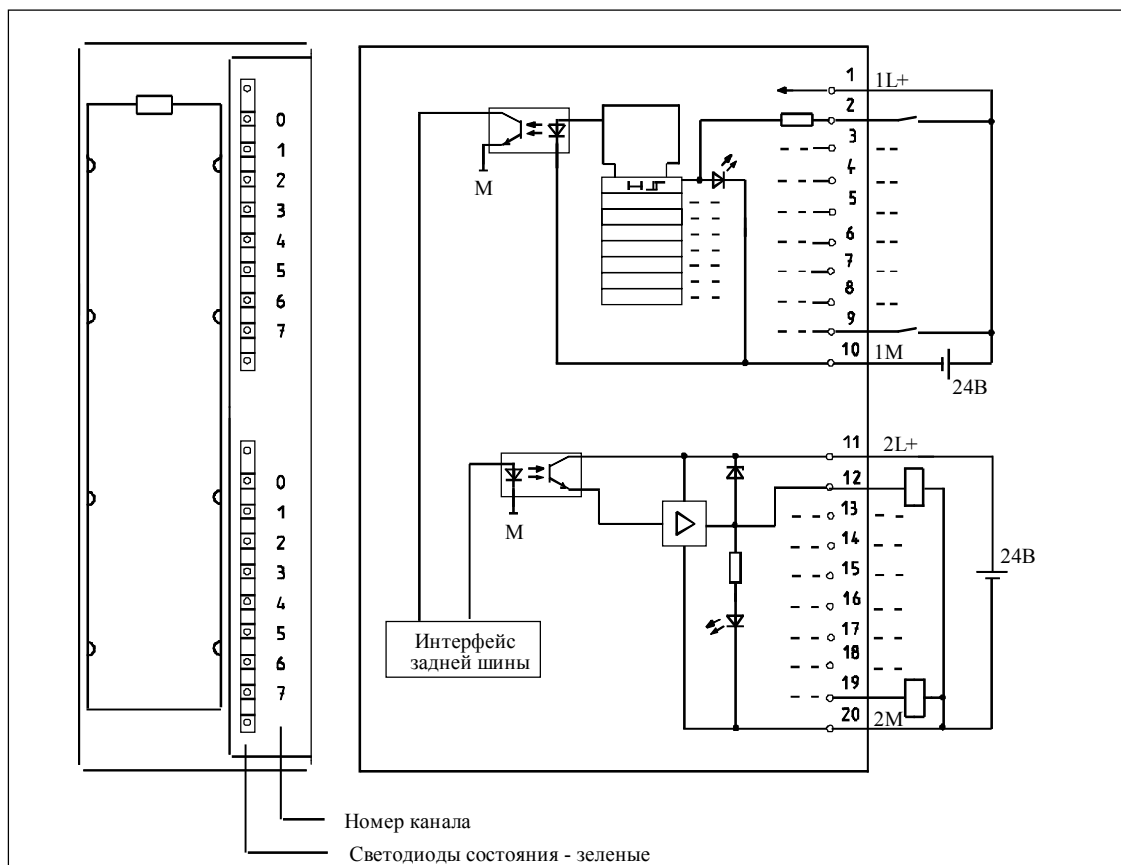 0
1
2
3
4
5
6
7
0
1
2
3
4
5
6
7
Номер канала
Светодиоды состояния - зеленые
M
1 1L+
2
3
4
5
6
7
8
9
10 1M
24В
M
Интерфейс
задней шины
11 2L+
12
13
14
15
16
17
18
19
20 2M
24В